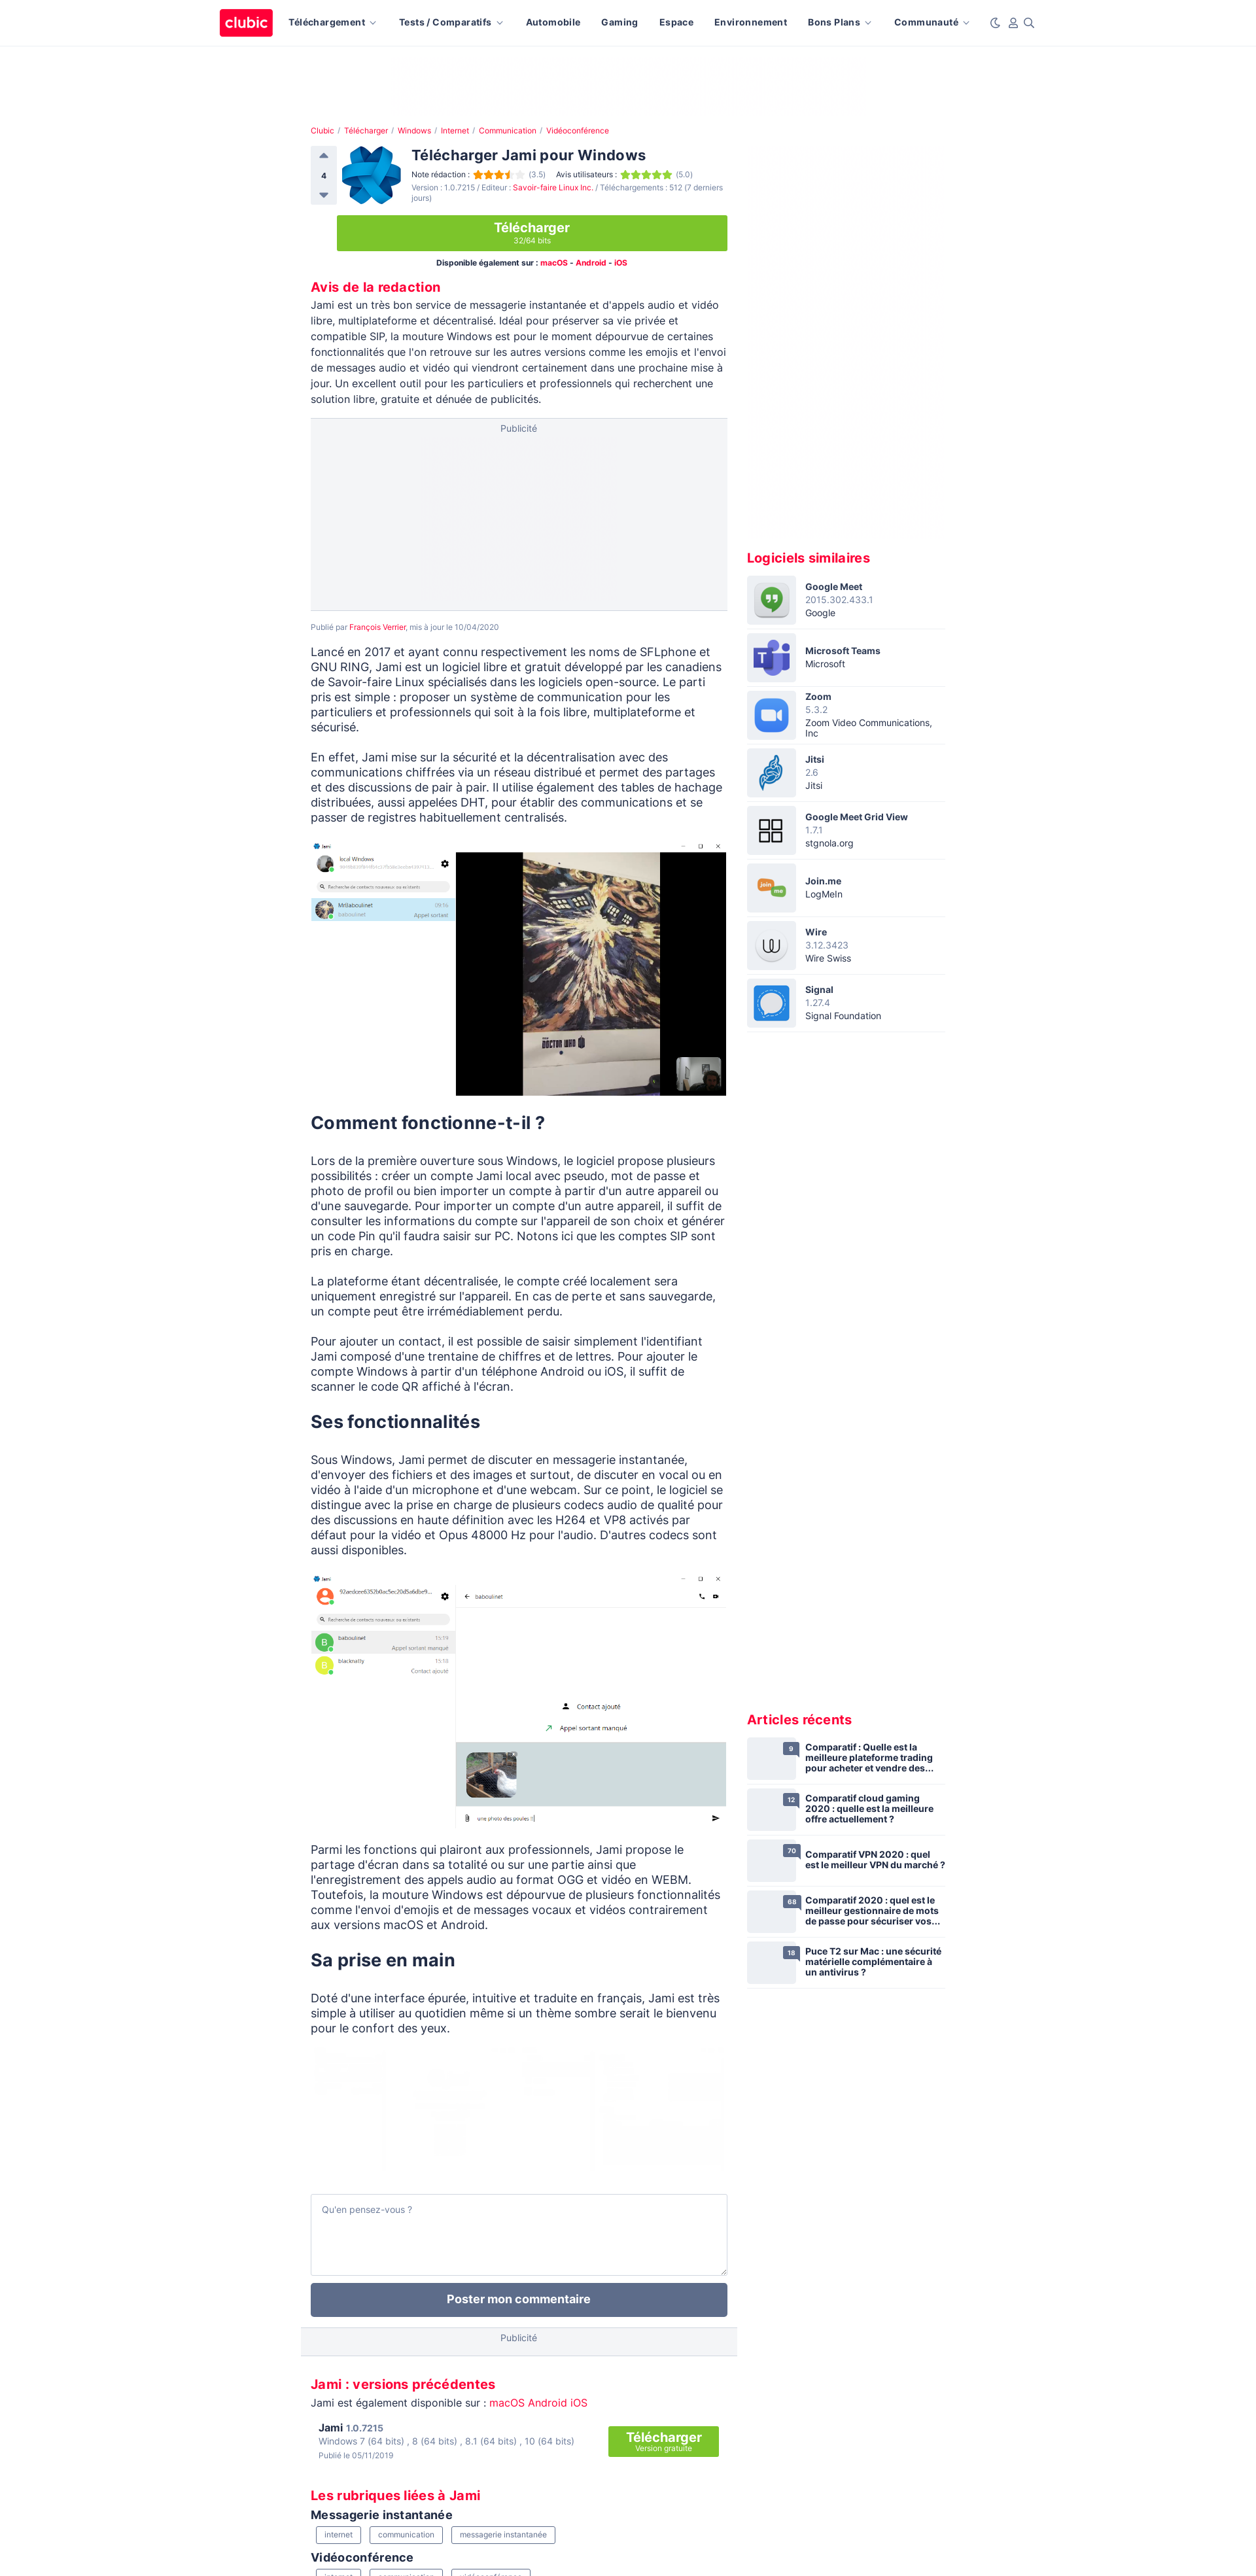 clubic Téléchargement Tests / Comparatifs Automobile Gaming Espace Environnement Bons Plans Communauté
Clubic / Télécharger / Windows / Internet / Communication / Vidéoconférence
4
Télécharger Jami pour Windows
Note rédaction : (3.5) Avis utilisateurs : (5.0)
Version : 1.0.7215 / Editeur : Savoir-faire Linux Inc. / Téléchargements : 512 (7 derniers
jours)
Télécharger
32/64 bits
Disponible également sur : macOS - Android - iOS
Avis de la redaction
Jami est un très bon service de messagerie instantanée et d'appels audio et vidéo
libre, multiplateforme et décentralisé. Idéal pour préserver sa vie privée et
compatible SIP, la mouture Windows est pour le moment dépourvue de certaines
fonctionnalités que l'on retrouve sur les autres versions comme les emojis et l'envoi
de messages audio et vidéo qui viendront certainement dans une prochaine mise à
jour. Un excellent outil pour les particuliers et professionnels qui recherchent une
solution libre, gratuite et dénuée de publicités.
Publicité
Publié par François Verrier, mis à jour le 10/04/2020
Lancé en 2017 et ayant connu respectivement les noms de SFLphone et
GNU RING, Jami est un logiciel libre et gratuit développé par les canadiens
de Savoir-faire Linux spécialisés dans les logiciels open-source. Le parti
pris est simple : proposer un système de communication pour les
particuliers et professionnels qui soit à la fois libre, multiplateforme et
sécurisé.
En effet, Jami mise sur la sécurité et la décentralisation avec des
communications chiffrées via un réseau distribué et permet des partages
et des discussions de pair à pair. Il utilise également des tables de hachage
distribuées, aussi appelées DHT, pour établir des communications et se
passer de registres habituellement centralisés.
Jami
local Windows
Recherche de contacts nouveaux ou existants
MrBaboulinet 09:16
baboulinet Appel sortant
DOCTOR WHO
Comment fonctionne-t-il ?
Lors de la première ouverture sous Windows, le logiciel propose plusieurs
possibilités : créer un compte Jami local avec pseudo, mot de passe et
photo de profil ou bien importer un compte à partir d'un autre appareil ou
d'une sauvegarde. Pour importer un compte d'un autre appareil, il suffit de
consulter les informations du compte sur l'appareil de son choix et générer
un code Pin qu'il faudra saisir sur PC. Notons ici que les comptes SIP sont
pris en charge.
La plateforme étant décentralisée, le compte créé localement sera
uniquement enregistré sur l'appareil. En cas de perte et sans sauvegarde,
un compte peut être irrémédiablement perdu.
Pour ajouter un contact, il est possible de saisir simplement l'identifiant
Jami composé d'une trentaine de chiffres et de lettres. Pour ajouter le
compte Windows à partir d'un téléphone Android ou iOS, il suffit de
scanner le code QR affiché à l'écran.
Ses fonctionnalités
Sous Windows, Jami permet de discuter en messagerie instantanée,
d'envoyer des fichiers et des images et surtout, de discuter en vocal ou en
vidéo à l'aide d'un microphone et d'une webcam. Sur ce point, le logiciel se
distingue avec la prise en charge de plusieurs codecs audio de qualité pour
des discussions en haute définition avec les H264 et VP8 activés par
défaut pour la vidéo et Opus 48000 Hz pour l'audio. D'autres codecs sont
aussi disponibles.
Jami
baboulinet
Recherche de contacts nouveaux ou existants
B baboulinet 15:19
Appel sortant manqué
B blacknally 15:18
Contact ajouté
Contact ajouté
Appel sortant manqué
une photo des poules !
Parmi les fonctions qui plairont aux professionnels, Jami propose le
partage d'écran dans sa totalité ou sur une partie ainsi que
l'enregistrement des appels audio au format OGG et vidéo en WEBM.
Toutefois, la mouture Windows est dépourvue de plusieurs fonctionnalités
comme l'envoi d'emojis et de messages vocaux et vidéos contrairement
aux versions macOS et Android.
Sa prise en main
Doté d'une interface épurée, intuitive et traduite en français, Jami est très
simple à utiliser au quotidien même si un thème sombre serait le bienvenu
pour le confort des yeux.
Qu'en pensez-vous ?
Poster mon commentaire
Publicité
Jami : versions précédentes
Jami est également disponible sur : macOS Android iOS
Jami 1.0.7215
Windows 7 (64 bits) , 8 (64 bits) , 8.1 (64 bits) , 10 (64 bits)
Publié le 05/11/2019
Télécharger
Version gratuite
Les rubriques liées à Jami
Messagerie instantanée
internet communication messagerie instantanée
Vidéoconférence
Logiciels similaires
Google Meet
2015.302.433.1
Google
Microsoft Teams
Microsoft
Zoom
5.3.2
Zoom Video Communications,
Inc
Jitsi
2.6
Jitsi
Google Meet Grid View
1.7.1
stgnola.org
join me
Join.me
LogMeIn
Wire
3.12.3423
Wire Swiss
Signal
1.27.4
Signal Foundation
Articles récents
9
Comparatif : Quelle est la
meilleure plateforme trading
pour acheter et vendre des...
12
Comparatif cloud gaming
2020 : quelle est la meilleure
offre actuellement ?
70
Comparatif VPN 2020 : quel
est le meilleur VPN du marché ?
68
Comparatif 2020 : quel est le
meilleur gestionnaire de mots
de passe pour sécuriser vos...
18
Puce T2 sur Mac : une sécurité
matérielle complémentaire à
un antivirus ?